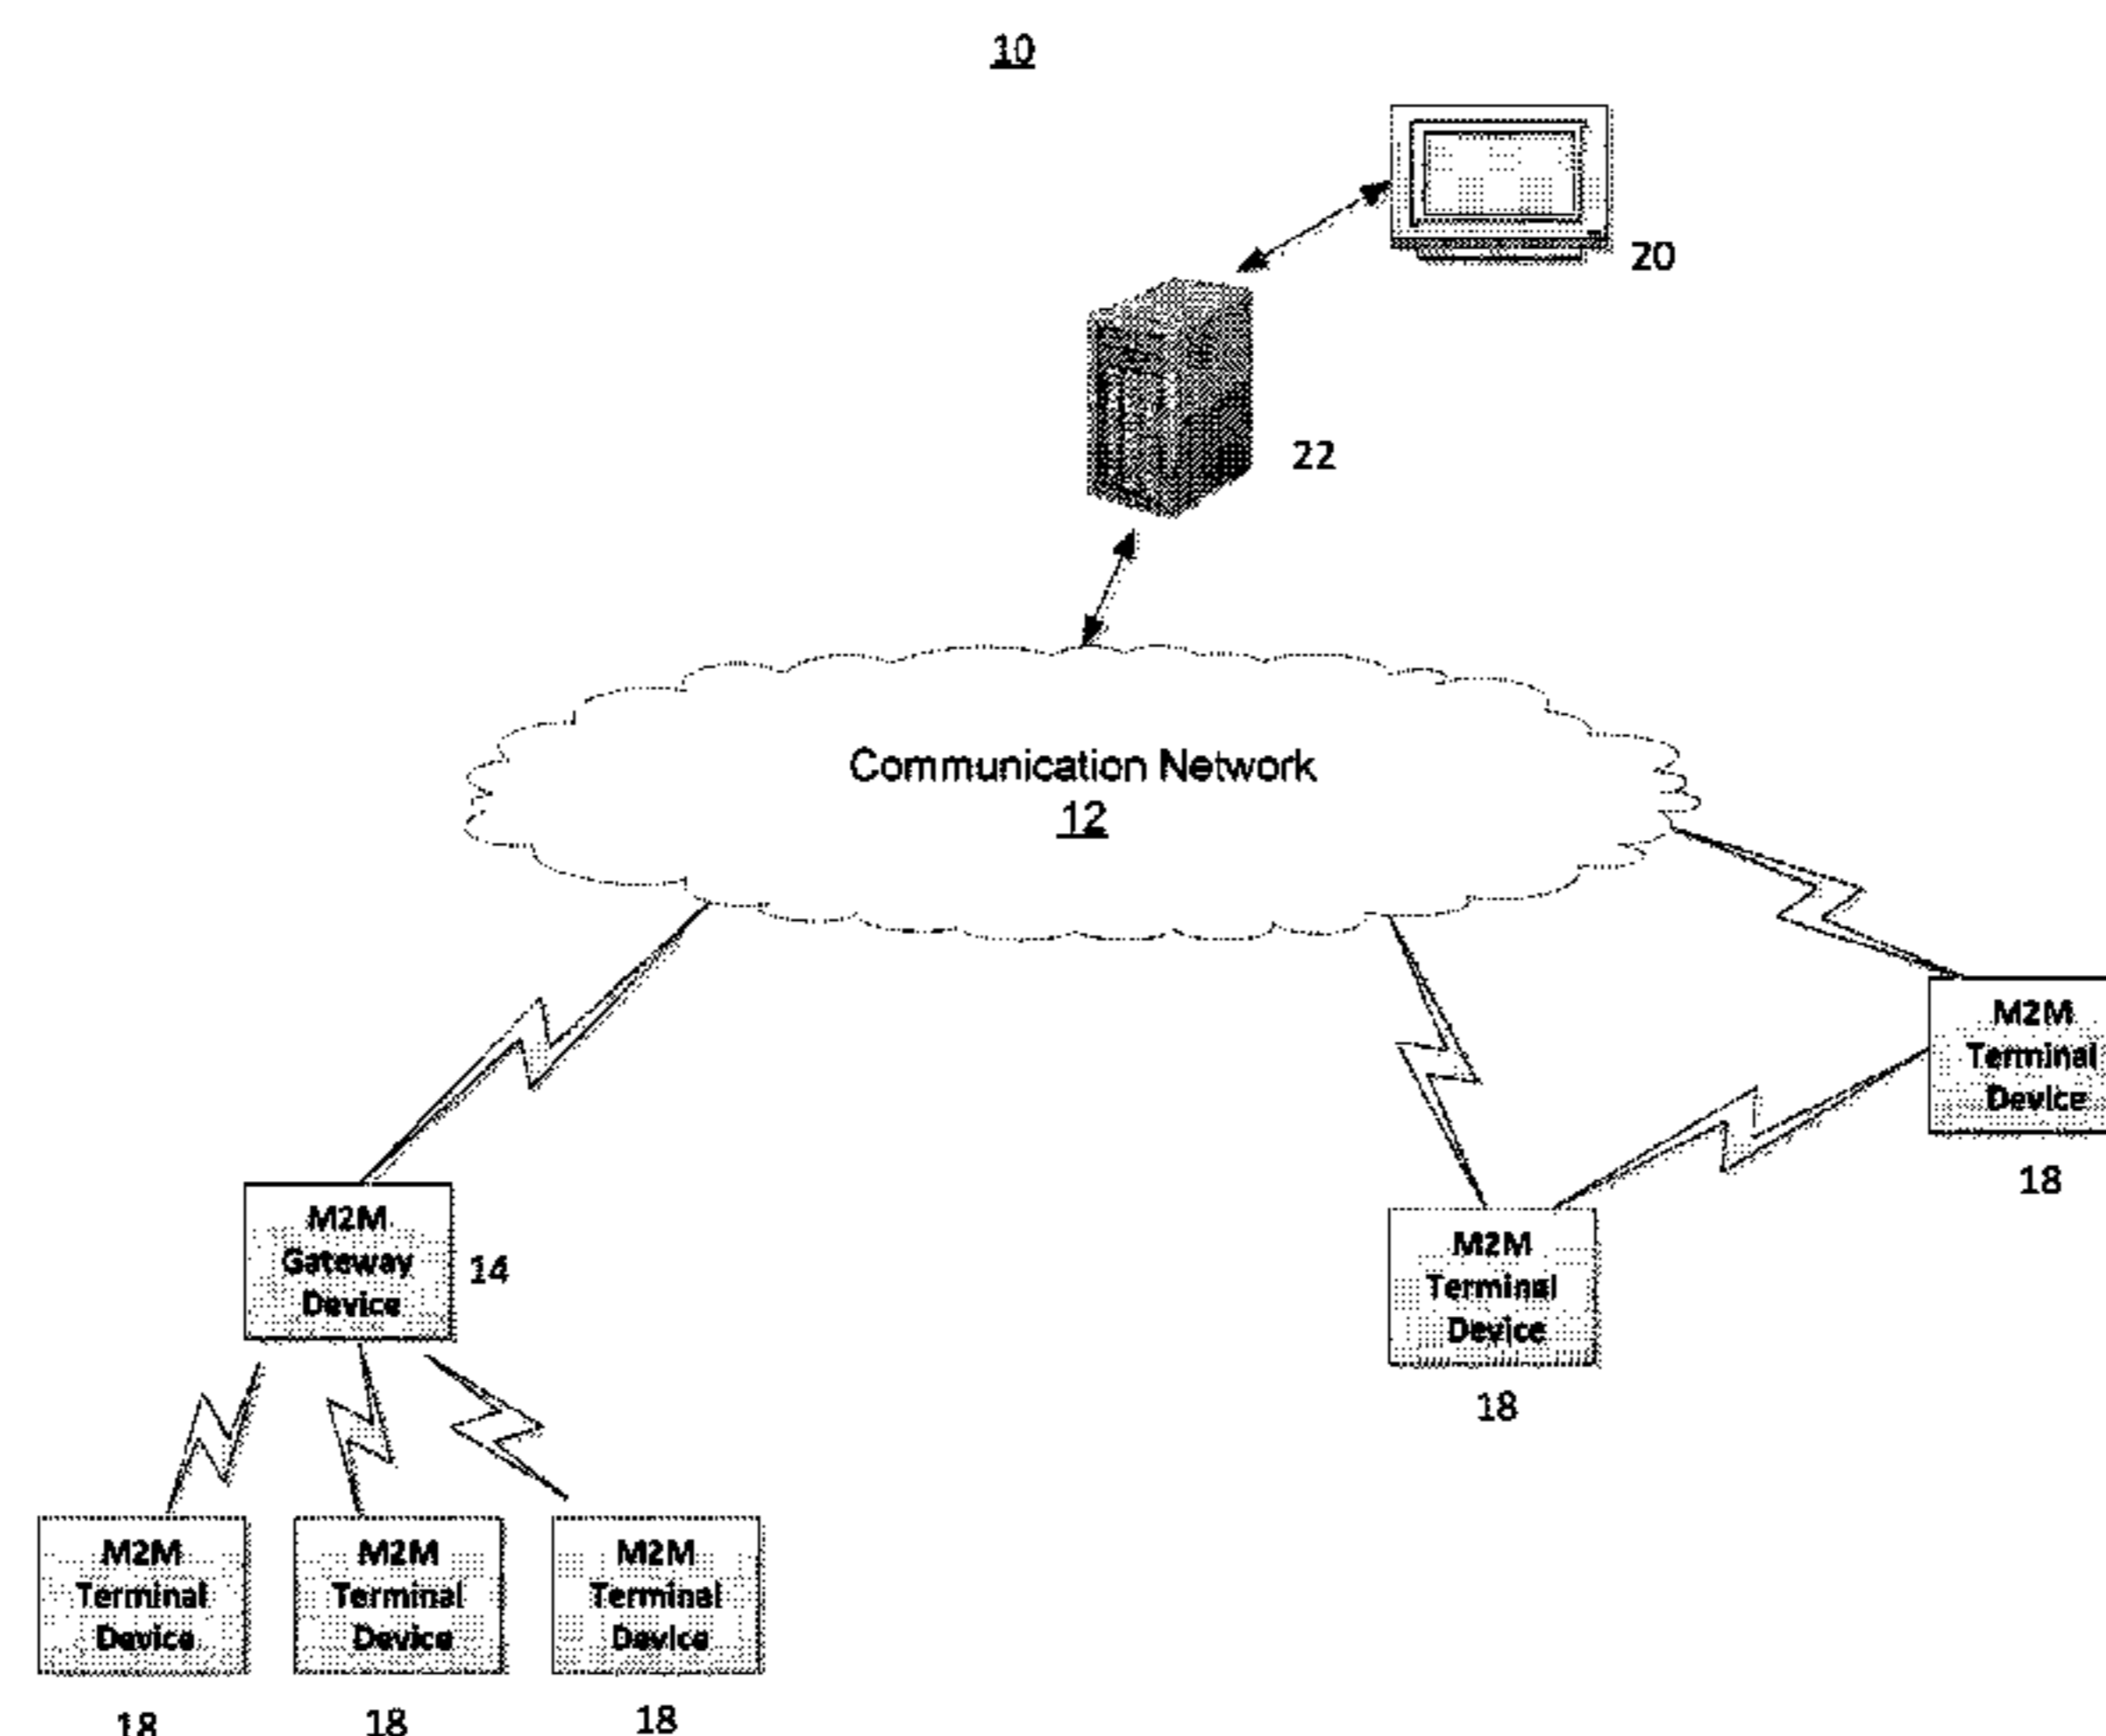 10
20
22
Communication Network
12
M2M
Terminal
Device
18
M2M
Gateway
Device
14
M2M
Terminal
Device
18
M2M
Terminal
Device
18
M2M
Terminal
Device
18
M2M
Terminal
Device
18